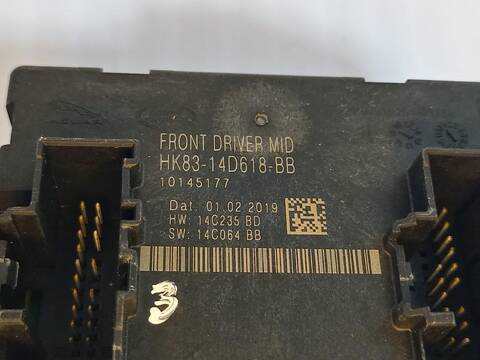 FRONT DRIVER MID
HK83-14D618-BB
10145177
Dat. 01.02.2019
HW: 14C235 BD
SW: 14C064 BB
3